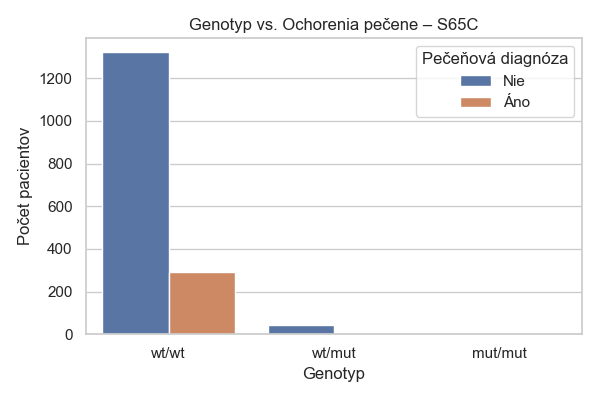 Genotyp vs. Ochorenia pečene – S65C
Pečeňová diagnóza
Nie
Áno
Počet pacientov
1200
1000
800
600
400
200
0
wt/wt
wt/mut
mut/mut
Genotyp